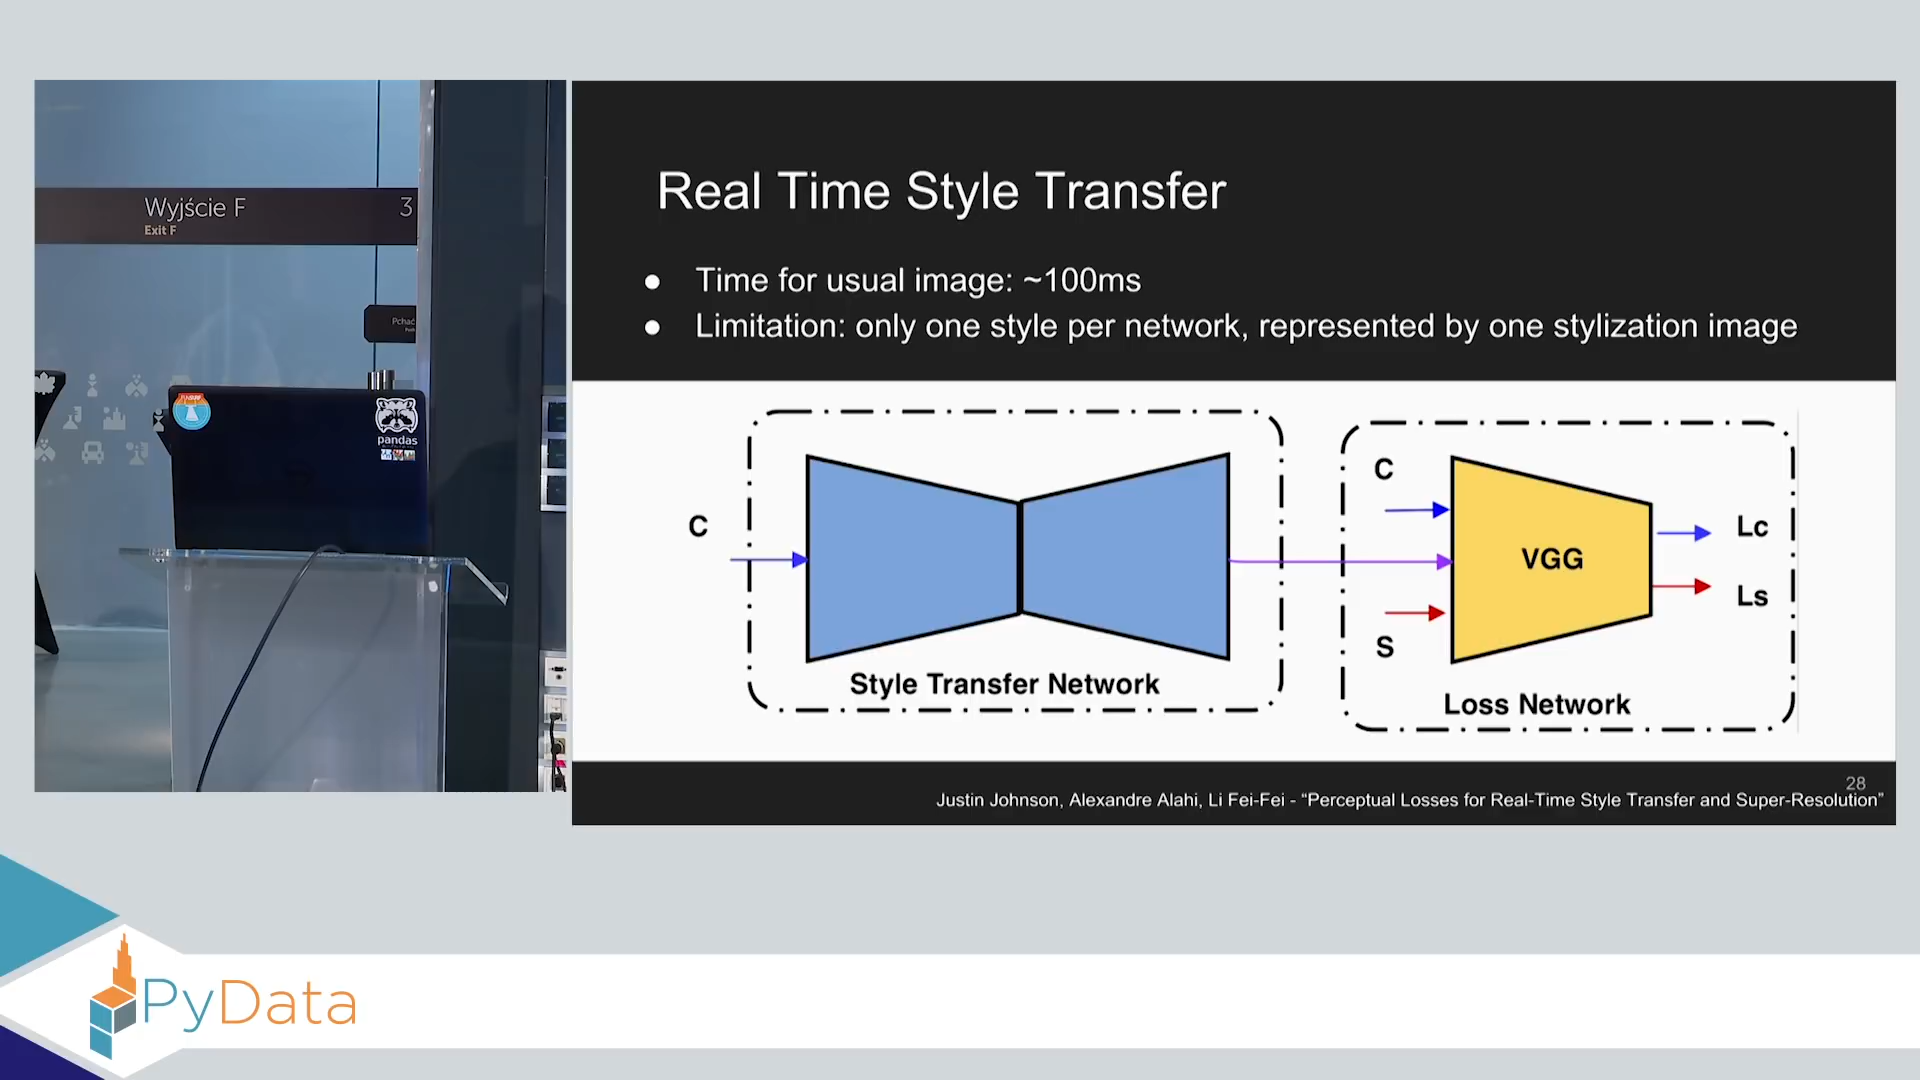 Wyjście F
3
Exit F
Pchać
pandas
Real Time Style Transfer
● Time for usual image: ~100ms
● Limitation: only one style per network, represented by one stylization image
C
Style Transfer Network
C
S
VGG
Lc
Ls
Loss Network
28
Justin Johnson, Alexandre Alahi, Li Fei-Fei - “Perceptual Losses for Real-Time Style Transfer and Super-Resolution”
PyData